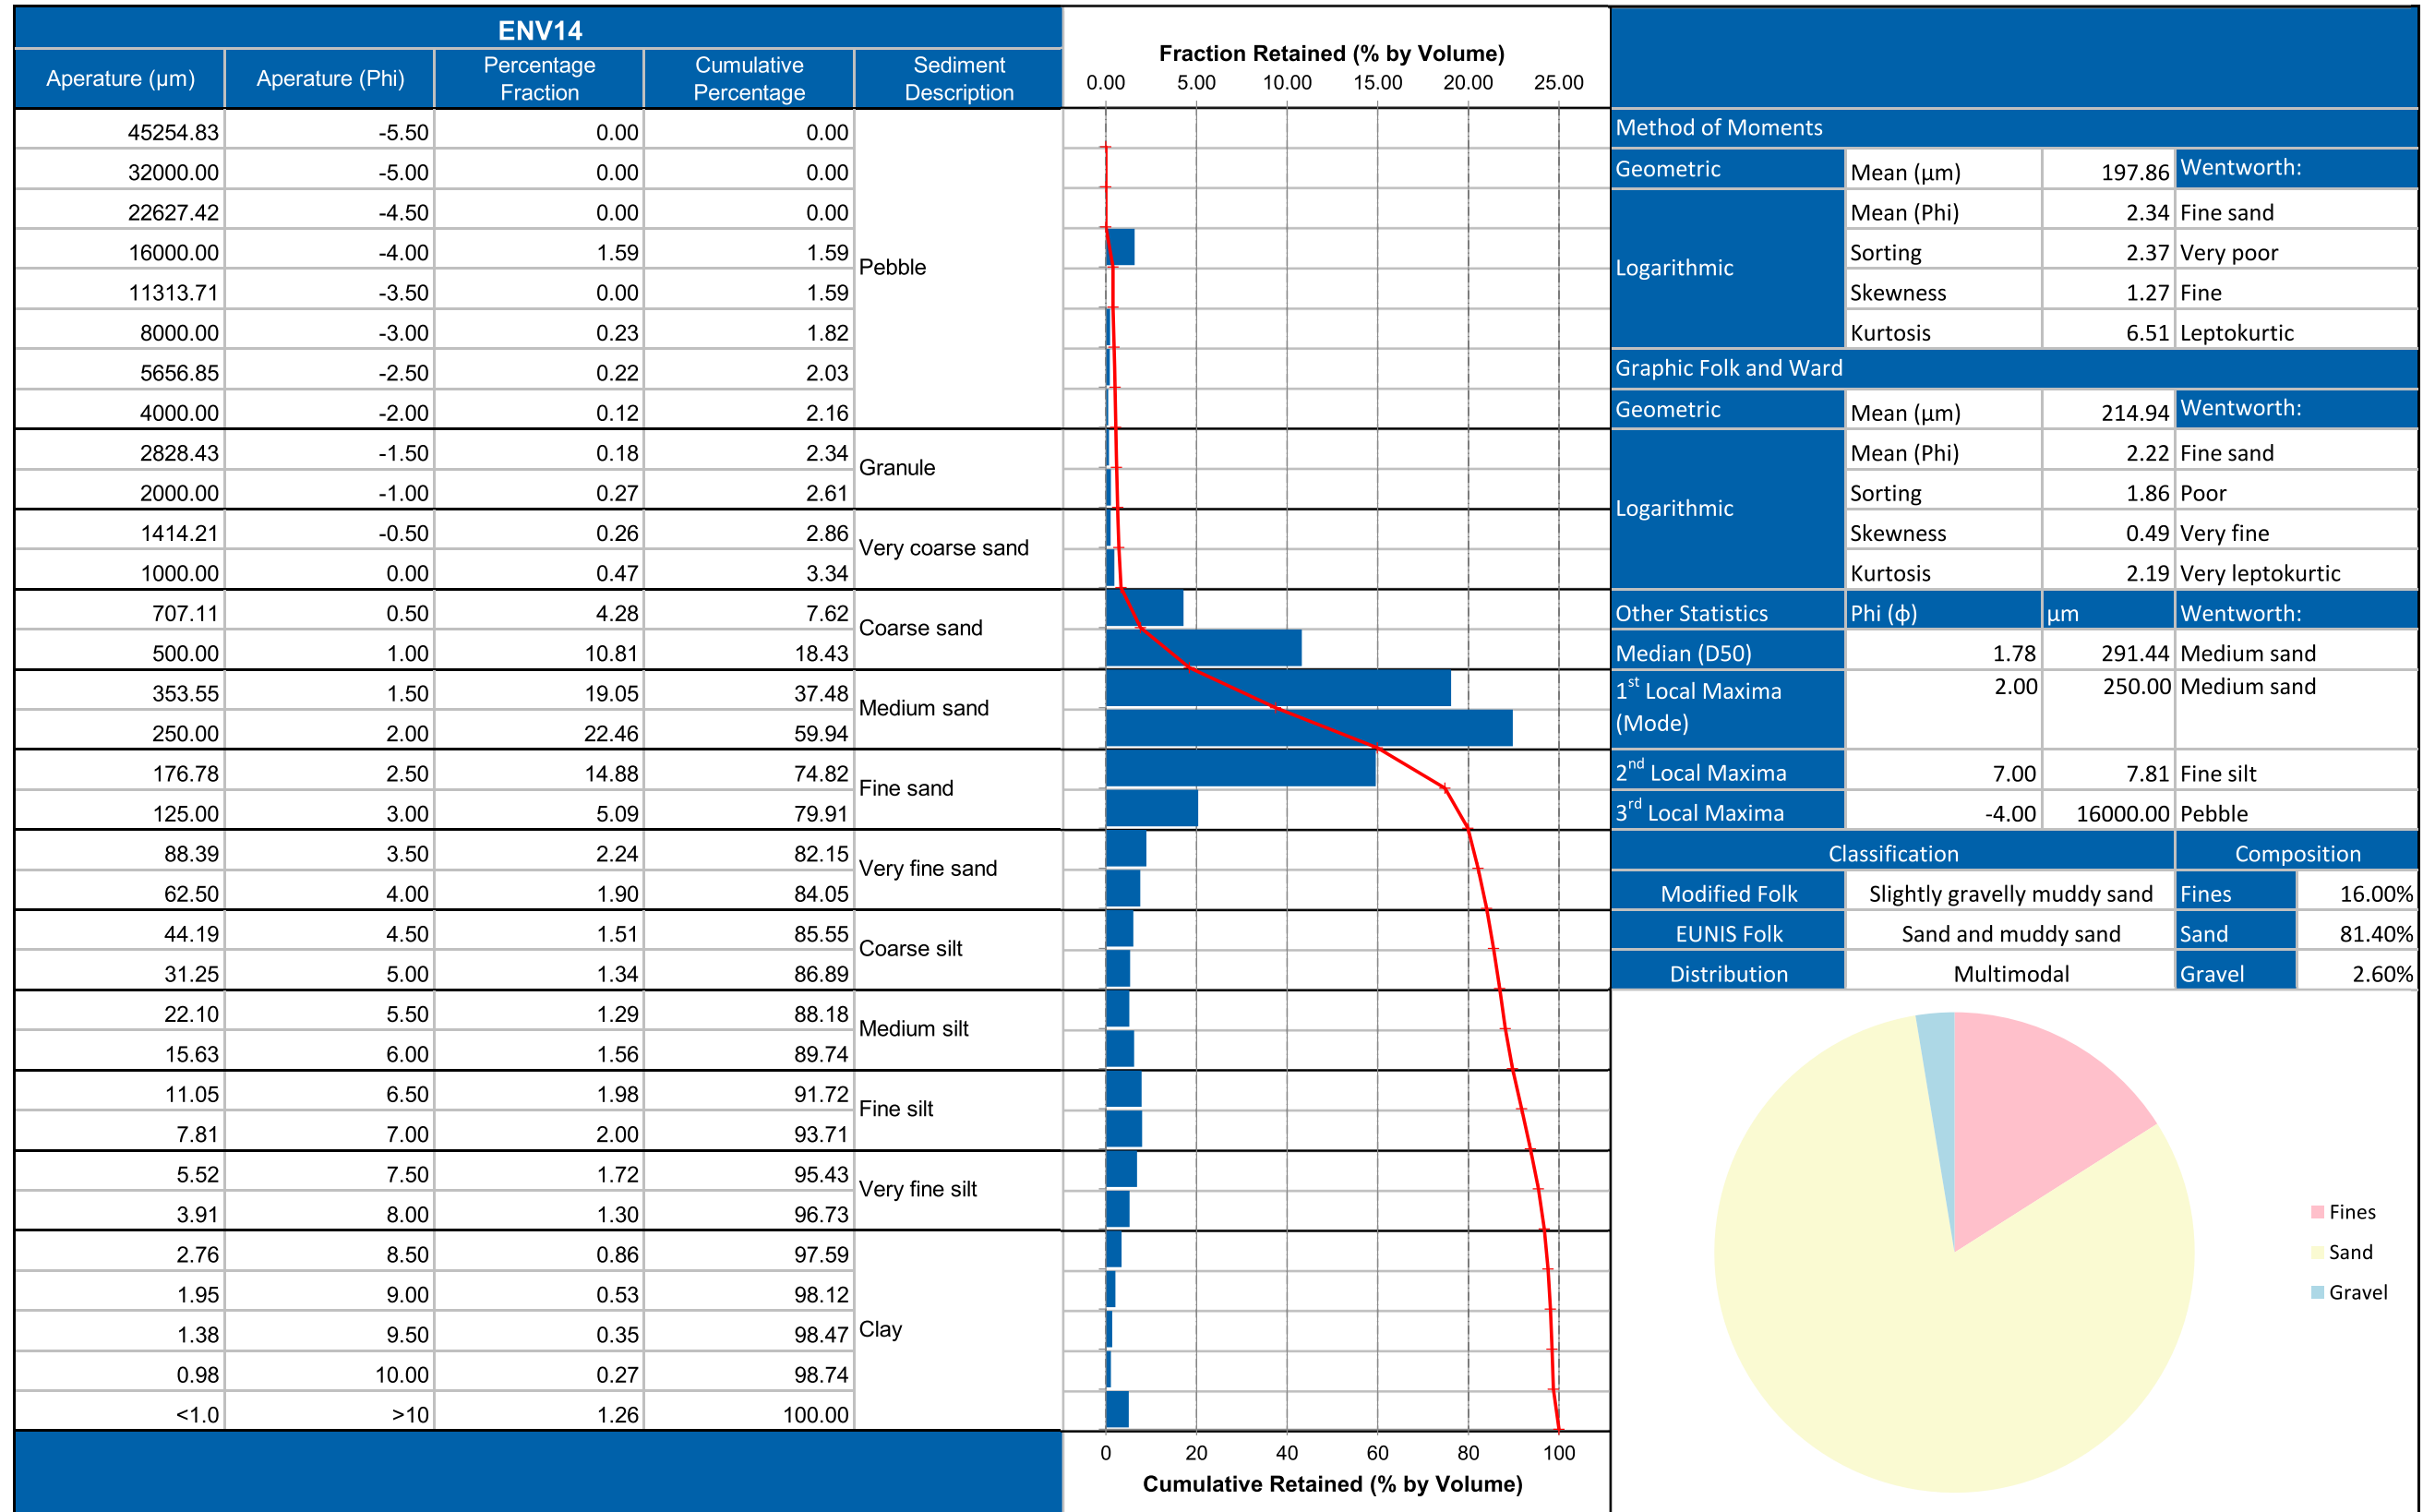 ENV14
Aperature (µm) Aperature (Phi) Percentage Fraction Cumulative Percentage Sediment Description
45254.83 -5.50 0.00 0.00
32000.00 -5.00 0.00 0.00
22627.42 -4.50 0.00 0.00
16000.00 -4.00 1.59 1.59 Pebble
11313.71 -3.50 0.00 1.59
8000.00 -3.00 0.23 1.82
5656.85 -2.50 0.22 2.03
4000.00 -2.00 0.12 2.16
2828.43 -1.50 0.18 2.34 Granule
2000.00 -1.00 0.27 2.61
1414.21 -0.50 0.26 2.86 Very coarse sand
1000.00 0.00 0.47 3.34
707.11 0.50 4.28 7.62 Coarse sand
500.00 1.00 10.81 18.43
353.55 1.50 19.05 37.48 Medium sand
250.00 2.00 22.46 59.94
176.78 2.50 14.88 74.82 Fine sand
125.00 3.00 5.09 79.91
88.39 3.50 2.24 82.15 Very fine sand
62.50 4.00 1.90 84.05
44.19 4.50 1.51 85.55 Coarse silt
31.25 5.00 1.34 86.89
22.10 5.50 1.29 88.18 Medium silt
15.63 6.00 1.56 89.74
11.05 6.50 1.98 91.72 Fine silt
7.81 7.00 2.00 93.71
5.52 7.50 1.72 95.43 Very fine silt
3.91 8.00 1.30 96.73
2.76 8.50 0.86 97.59
1.95 9.00 0.53 98.12
1.38 9.50 0.35 98.47 Clay
0.98 10.00 0.27 98.74
<1.0 >10 1.26 100.00
Fraction Retained (% by Volume)
0.00 5.00 10.00 15.00 20.00 25.00
0 20 40 60 80 100
Cumulative Retained (% by Volume)
Method of Moments
Geometric Mean (µm) 197.86 Wentworth:
Mean (Phi) 2.34 Fine sand
Logarithmic Sorting 2.37 Very poor
Skewness 1.27 Fine
Kurtosis 6.51 Leptokurtic
Graphic Folk and Ward
Geometric Mean (µm) 214.94 Wentworth:
Mean (Phi) 2.22 Fine sand
Logarithmic Sorting 1.86 Poor
Skewness 0.49 Very fine
Kurtosis 2.19 Very leptokurtic
Other Statistics Phi (ϕ) µm Wentworth:
Median (D50) 1.78 291.44 Medium sand
1st Local Maxima (Mode) 2.00 250.00 Medium sand
2nd Local Maxima 7.00 7.81 Fine silt
3rd Local Maxima -4.00 16000.00 Pebble
Classification Composition
Modified Folk Slightly gravelly muddy sand Fines 16.00%
EUNIS Folk Sand and muddy sand Sand 81.40%
Distribution Multimodal Gravel 2.60%
Fines
Sand
Gravel